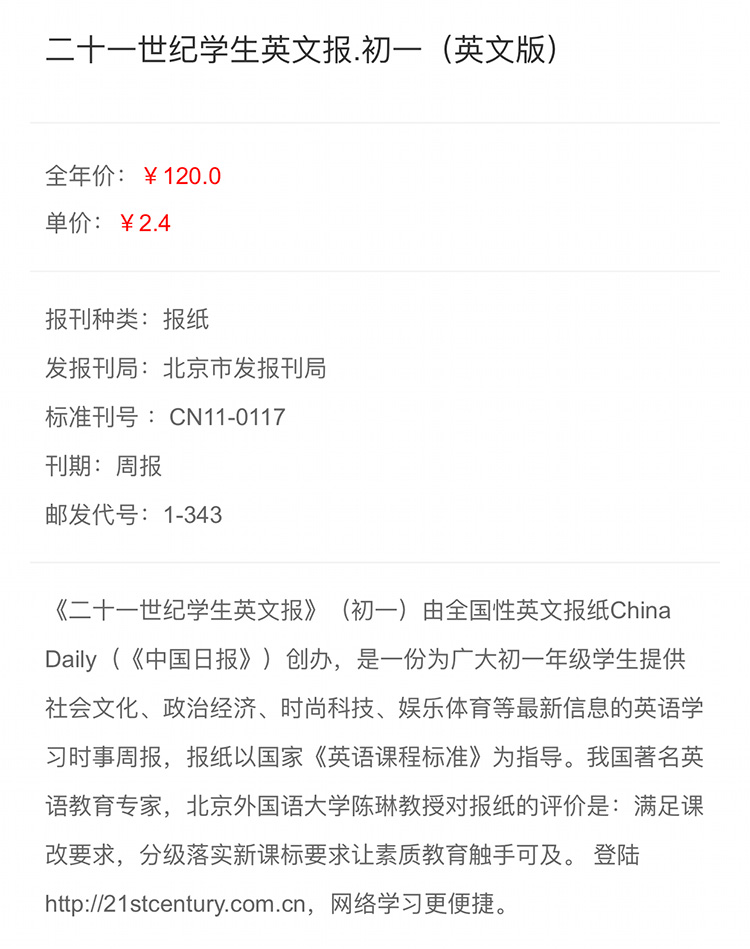 二十一世纪学生英文报.初一（英文版）
全年价：￥120.0
单价：￥2.4
报刊种类：报纸
发报刊局：北京市发报刊局
标准刊号 ：CN11-0117
刊期：周报
邮发代号：1-343
《二十一世纪学生英文报》（初一）由全国性英文报纸China
Daily（《中国日报》）创办，是一份为广大初一年级学生提供
社会文化、政治经济、时尚科技、娱乐体育等最新信息的英语学
习时事周报，报纸以国家《英语课程标准》为指导。我国著名英
语教育专家，北京外国语大学陈琳教授对报纸的评价是：满足课
改要求，分级落实新课标要求让素质教育触手可及。 登陆
http://21stcentury.com.cn，网络学习更便捷。